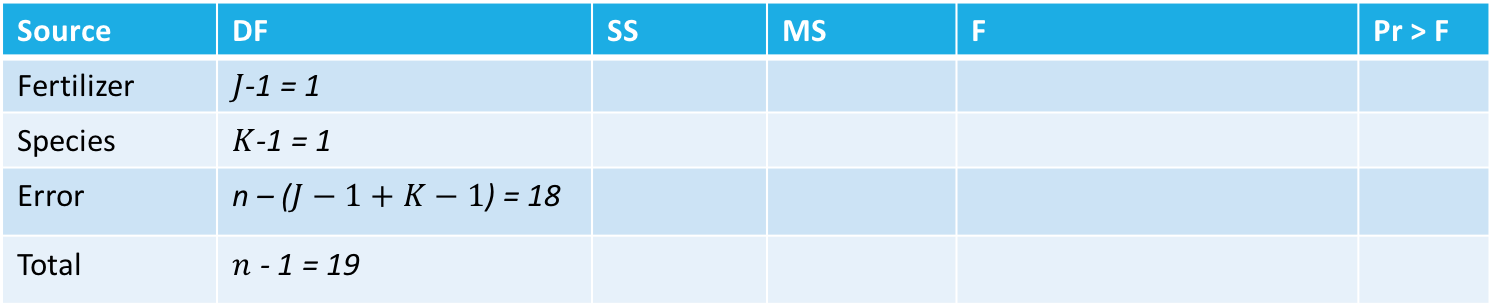 Source DF SS MS F Pr > F
Fertilizer J-1 = 1
Species K-1 = 1
Error n – (J − 1 + K − 1) = 18
Total n - 1 = 19